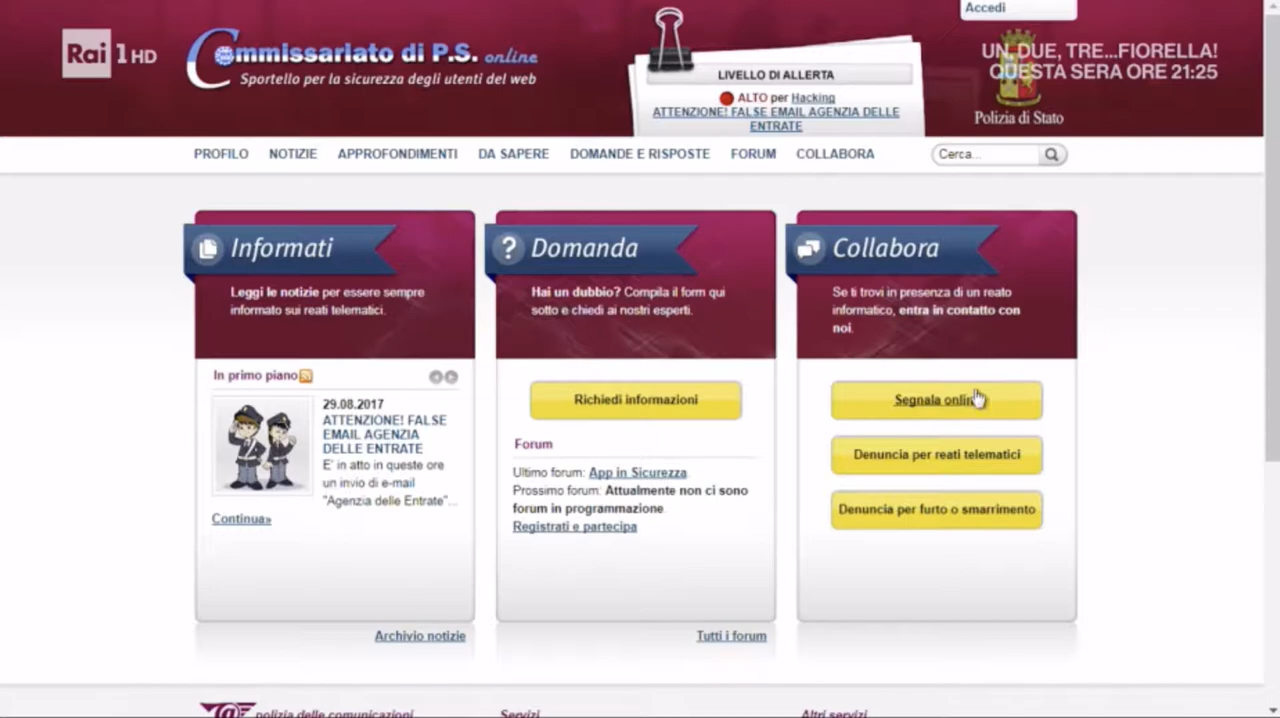 Accedi
Rai 1 HD
Commissariato di P.S. online
Sportello per la sicurezza degli utenti del web
LIVELLO DI ALLERTA
ALTO per Hacking
ATTENZIONE! FALSE EMAIL AGENZIA DELLE
ENTRATE
UN, DUE, TRE...FIORELLA!
QUESTA SERA ORE 21:25
Polizia di Stato
PROFILO NOTIZIE APPROFONDIMENTI DA SAPERE DOMANDE E RISPOSTE FORUM COLLABORA Cerca...
Informati
Leggi le notizie per essere sempre
informato sui reati telematici.
In primo piano
29.08.2017
ATTENZIONE! FALSE
EMAIL AGENZIA
DELLE ENTRATE
E' in atto in queste ore
un invio di e-mail
"Agenzia delle Entrate"...
Continua»
Archivio notizie
? Domanda
Hai un dubbio? Compila il form qui
sotto e chiedi ai nostri esperti.
Richiedi informazioni
Forum
Ultimo forum: App in Sicurezza
Prossimo forum: Attualmente non ci sono
forum in programmazione
Registrati e partecipa
Tutti i forum
Collabora
Se ti trovi in presenza di un reato
informatico, entra in contatto con
noi.
Segnala online
Denuncia per reati telematici
Denuncia per furto o smarrimento
polizia delle comunicazioni
Servizi
Altri servizi